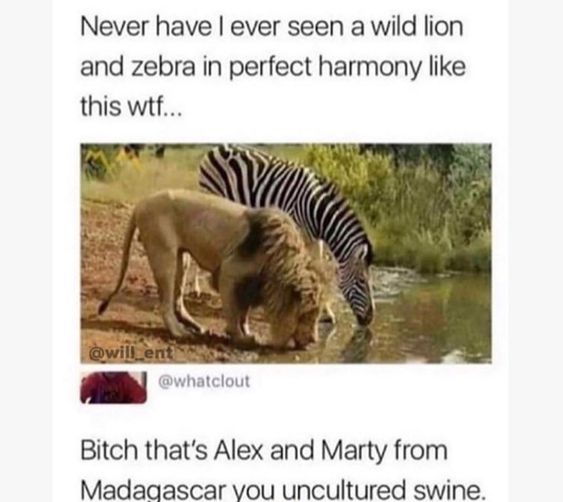 Never have I ever seen a wild lion
and zebra in perfect harmony like
this wtf...
@will_ent
@whatclout
Bitch that's Alex and Marty from
Madagascar you uncultured swine.